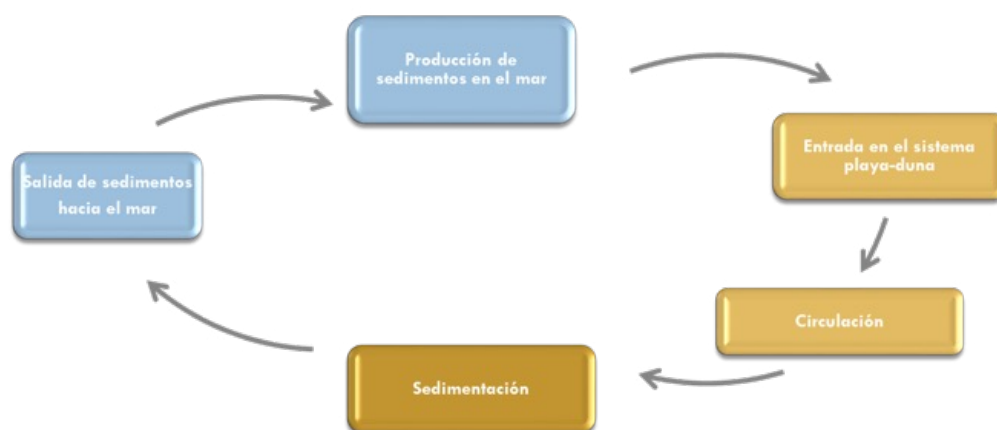 Producción de
sedimentos en el mar
Entrada en el sistema
playa-duna
Salida de sedimentos
hacia el mar
Circulación
Sedimentación